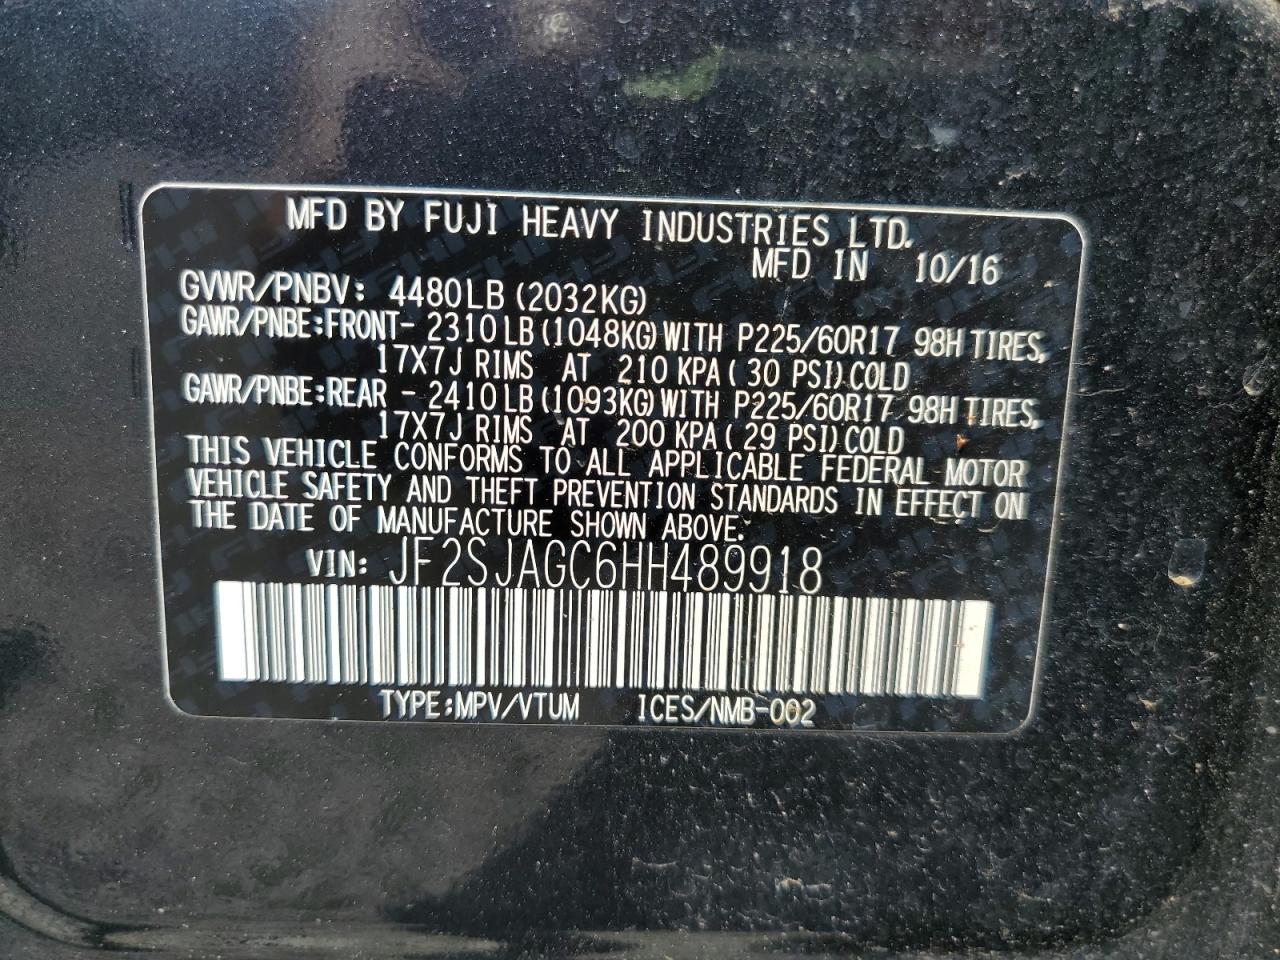 MFD BY FUJI HEAVY INDUSTRIES LTD.
MFD IN 10/16
GVWR/PNBV: 4480LB (2032KG)
GAWR/PNBE:FRONT- 2310LB(1048KG)WITH P225/60R17 98H TIRES,
17X7J RIMS AT 210 KPA( 30 PSI)COLD
GAWR/PNBE:REAR - 2410LB(1093KG)WITH P225/60R17 98H TIRES,
17X7J RIMS AT 200 KPA( 29 PSI)COLD
THIS VEHICLE CONFORMS TO ALL APPLICABLE FEDERAL MOTOR
VEHICLE SAFETY AND THEFT PREVENTION STANDARDS IN EFFECT ON
THE DATE OF MANUFACTURE SHOWN ABOVE.
VIN: JF2SJAGC6HH489918
TYPE:MPV/VTUM ICES/NMB-002